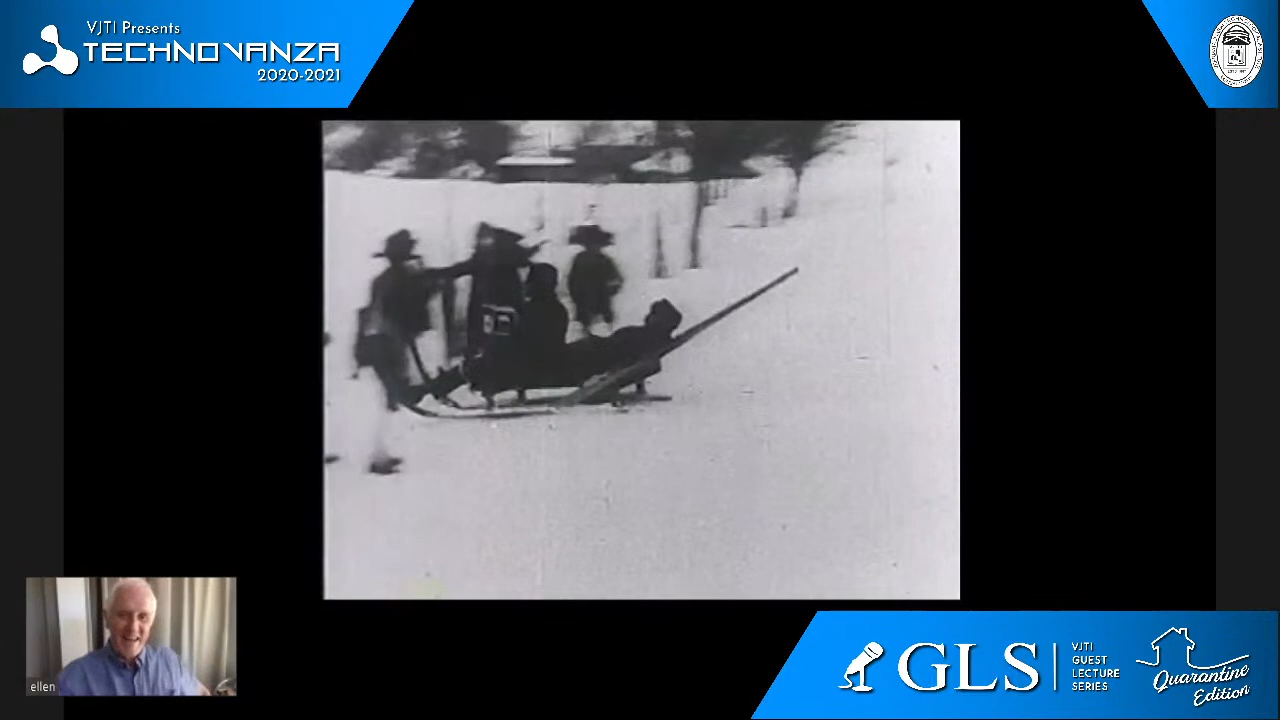 VJTI Presents
TECHNOVANZA
2020-2021
ellen
GLS
VJTI
GUEST
LECTURE
SERIES
Quarantine
Edition